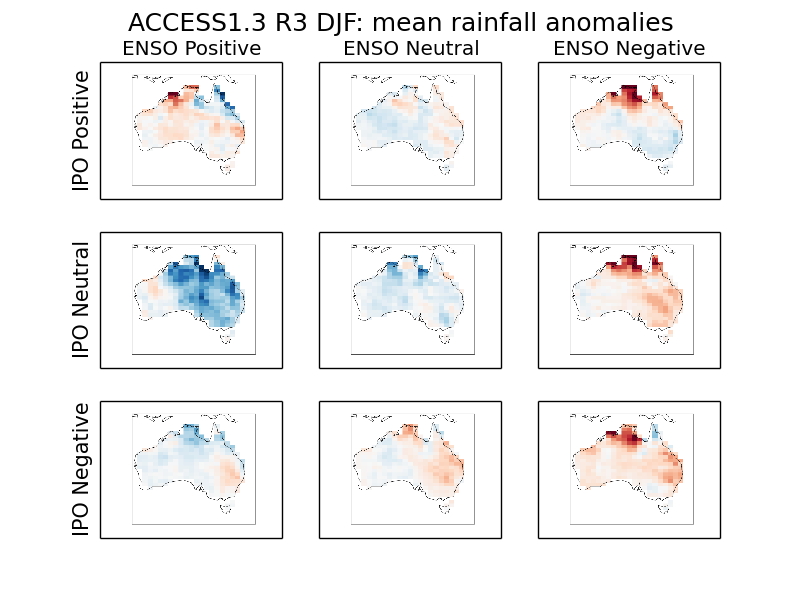 ACCESS1.3 R3 DJF: mean rainfall anomalies
ENSO Positive
ENSO Neutral
ENSO Negative
IPO Positive
IPO Neutral
IPO Negative